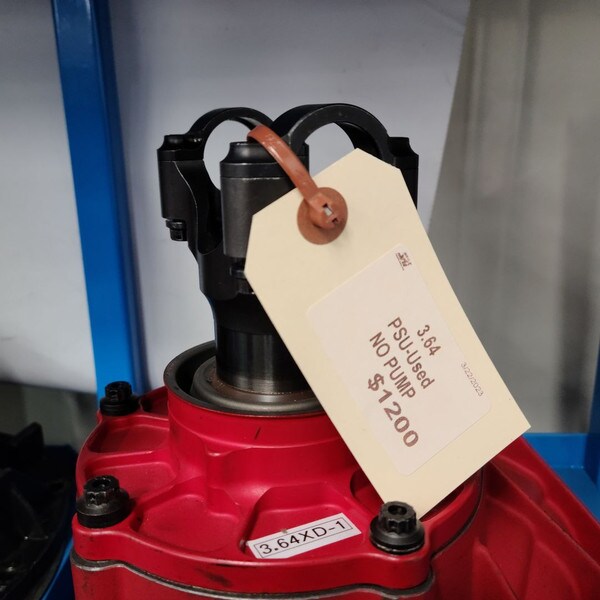 3.64
PSU-Used
NO PUMP
$1200
3/22/2023
3.64XD-1